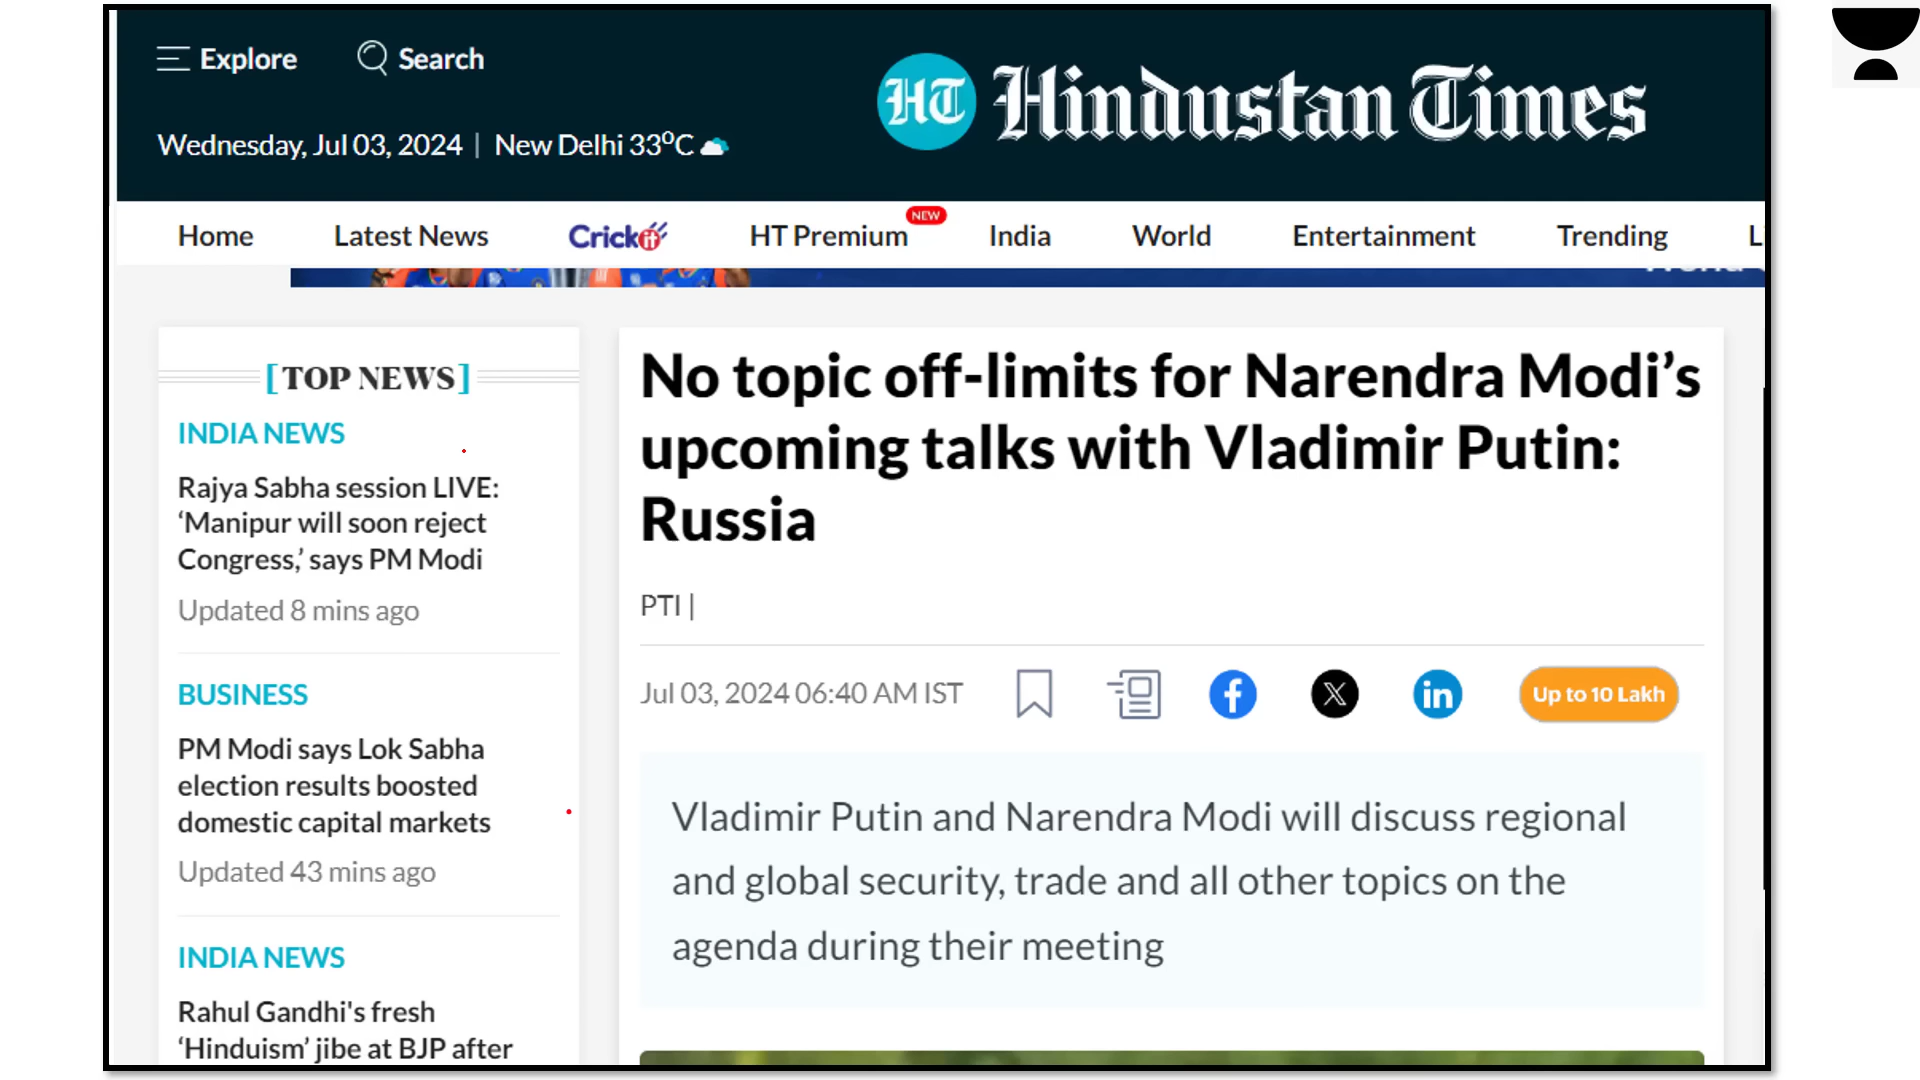 Explore
Search
HT Hindustan Times
Wednesday, Jul 03, 2024 | New Delhi 33°C
Home
Latest News
Crickit
HT Premium
NEW
India
World
Entertainment
Trending
L
[TOP NEWS]
INDIA NEWS
Rajya Sabha session LIVE:
‘Manipur will soon reject
Congress,’ says PM Modi
Updated 8 mins ago
BUSINESS
PM Modi says Lok Sabha
election results boosted
domestic capital markets
Updated 43 mins ago
INDIA NEWS
Rahul Gandhi's fresh
‘Hinduism’ jibe at BJP after
No topic off-limits for Narendra Modi’s
upcoming talks with Vladimir Putin:
Russia
PTI |
Jul 03, 2024 06:40 AM IST
Up to 10 Lakh
Vladimir Putin and Narendra Modi will discuss regional
and global security, trade and all other topics on the
agenda during their meeting